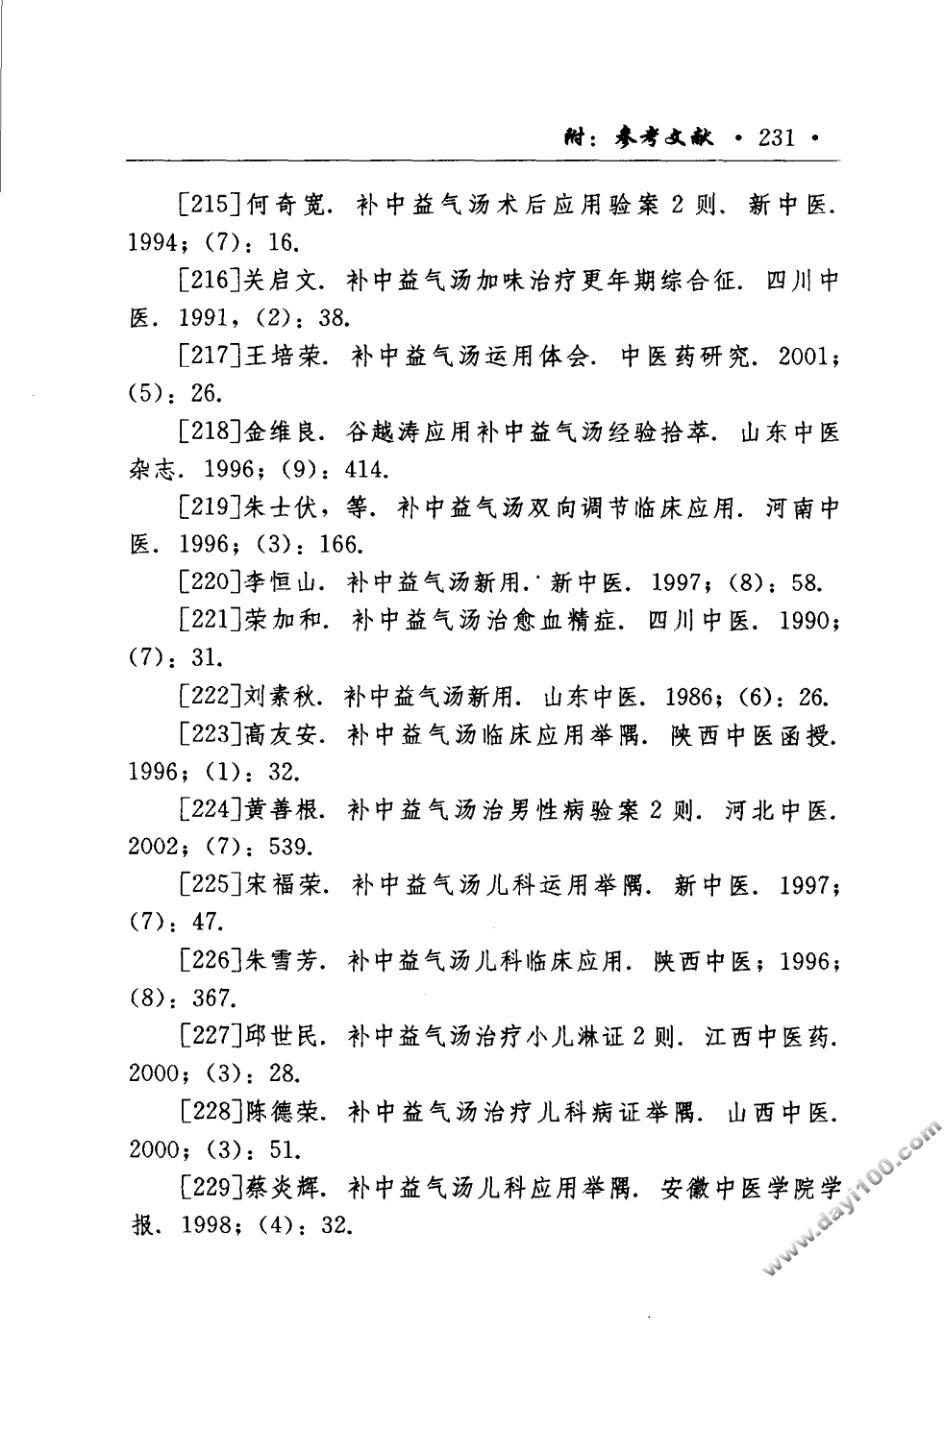 附：参考文献 · 231 ·
[215]何奇宽. 补中益气汤术后应用验案 2 则. 新中医.
1994；(7)：16.
[216]关启文. 补中益气汤加味治疗更年期综合征. 四川中
医. 1991，(2)：38.
[217]王培荣. 补中益气汤运用体会. 中医药研究. 2001；
(5)：26.
[218]金维良. 谷越涛应用补中益气汤经验拾萃. 山东中医
杂志. 1996；(9)：414.
[219]朱士伏，等. 补中益气汤双向调节临床应用. 河南中
医. 1996；(3)：166.
[220]李恒山. 补中益气汤新用. 新中医. 1997；(8)：58.
[221]荣加和. 补中益气汤治愈血精症. 四川中医. 1990；
(7)：31.
[222]刘素秋. 补中益气汤新用. 山东中医. 1986；(6)：26.
[223]高友安. 补中益气汤临床应用举隅. 陕西中医函授.
1996；(1)：32.
[224]黄善根. 补中益气汤治男性病验案 2 则. 河北中医.
2002；(7)：539.
[225]宋福荣. 补中益气汤儿科运用举隅. 新中医. 1997；
(7)：47.
[226]朱雪芳. 补中益气汤儿科临床应用. 陕西中医；1996；
(8)：367.
[227]邱世民. 补中益气汤治疗小儿淋证 2 则. 江西中医药.
2000；(3)：28.
[228]陈德荣. 补中益气汤治疗儿科病证举隅. 山西中医.
2000；(3)：51.
[229]蔡炎辉. 补中益气汤儿科应用举隅. 安徽中医学院学
报. 1998；(4)：32.
www.dayi100.com